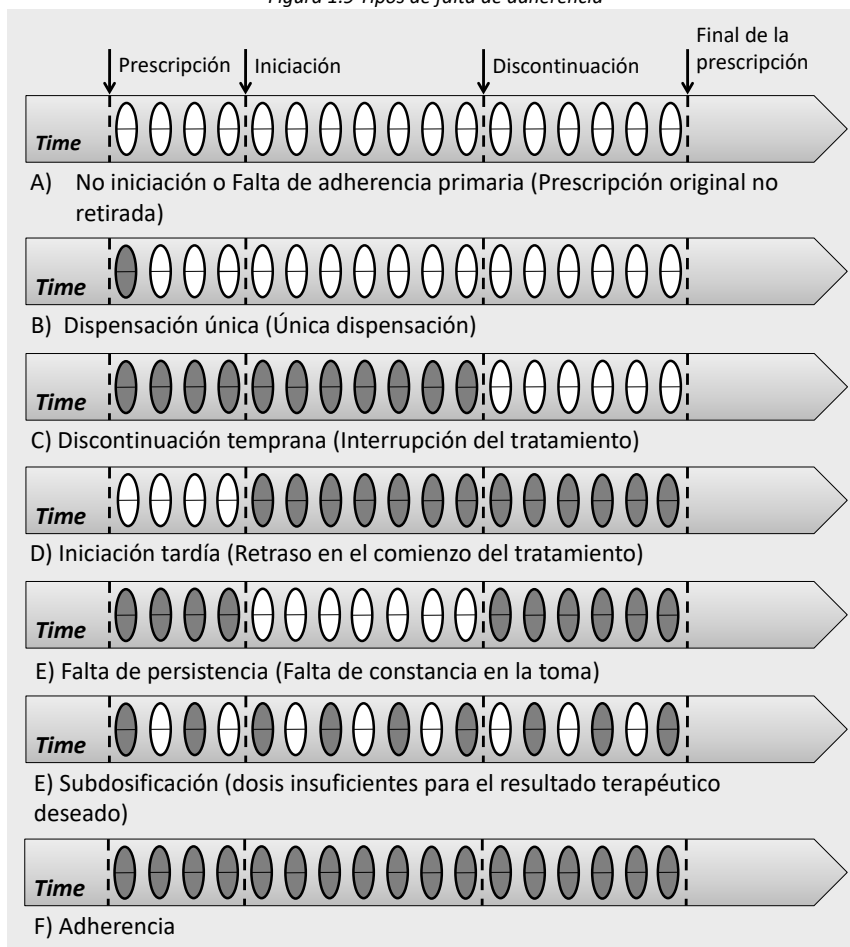 Figura 1.3 Tipos de falta de adherencia
Final de la
prescripción
Prescripción
Iniciación
Discontinuación
Time
A) No iniciación o Falta de adherencia primaria (Prescripción original no
retirada)
Time
B) Dispensación única (Única dispensación)
Time
C) Discontinuación temprana (Interrupción del tratamiento)
Time
D) Iniciación tardía (Retraso en el comienzo del tratamiento)
Time
E) Falta de persistencia (Falta de constancia en la toma)
Time
E) Subdosificación (dosis insuficientes para el resultado terapéutico
deseado)
Time
F) Adherencia